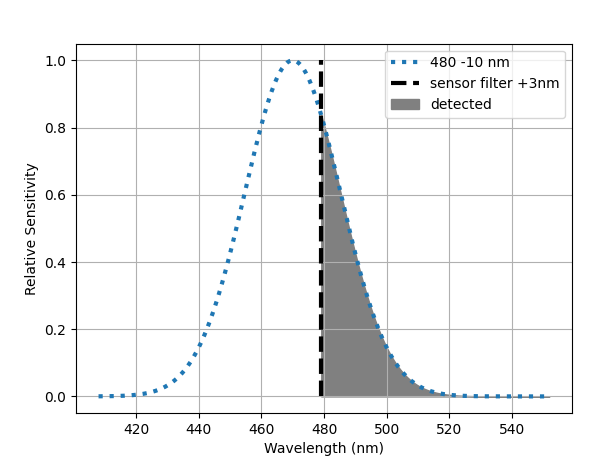 480 -10 nm
sensor filter +3nm
detected
1.0
0.8
0.6
0.4
0.2
0.0
Relative Sensitivity
420 440 460 480 500 520 540
Wavelength (nm)